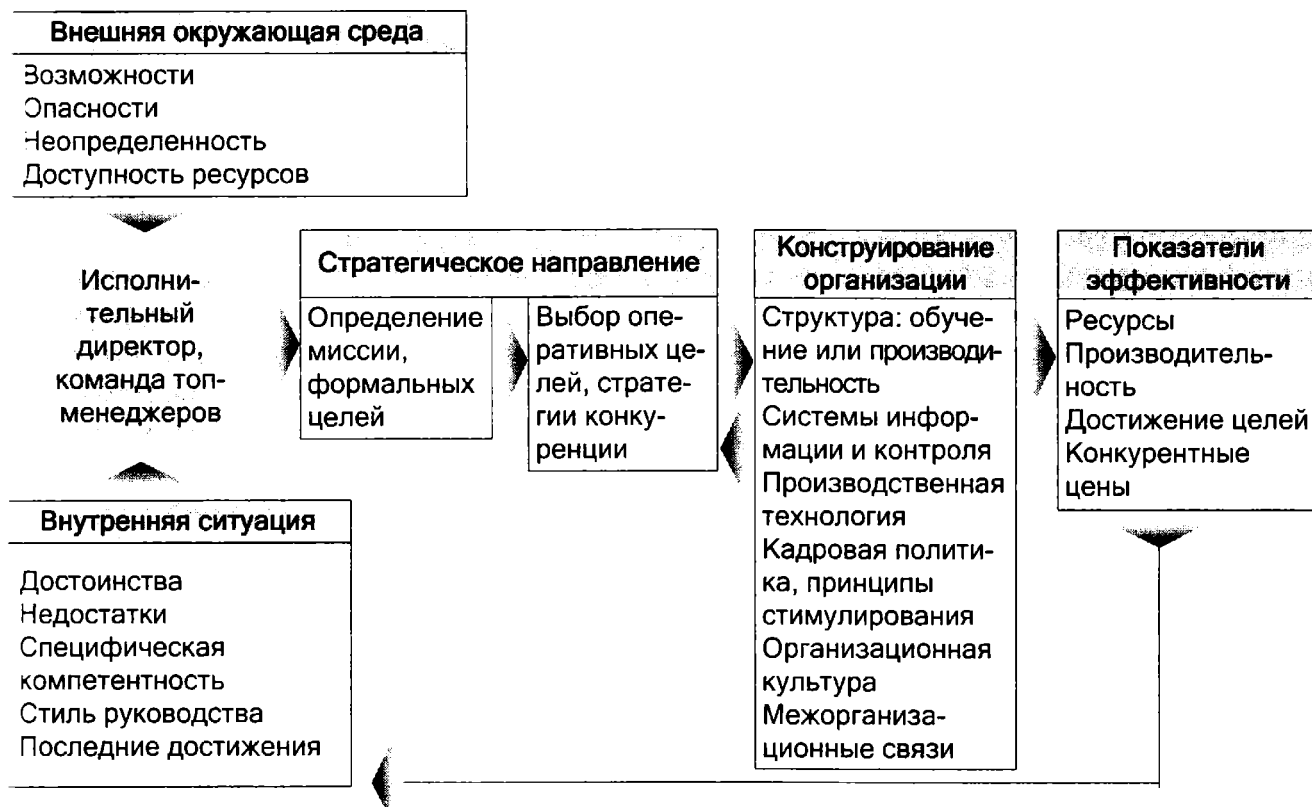 Внешняя окружающая среда
Возможности
Опасности
Неопределенность
Доступность ресурсов
Исполни-
тельный
директор,
команда топ-
менеджеров
Внутренняя ситуация
Достоинства
Недостатки
Специфическая
компетентность
Стиль руководства
Последние достижения
Стратегическое направление
Определение
миссии,
формальных
целей
Выбор опе-
ративных це-
лей, страте-
гии конку-
ренции
Конструирование
организации
Структура: обуче-
ние или производи-
тельность
Системы инфор-
мации и контроля
Производственная
технология
Кадровая полити-
ка, принципы
стимулирования
Организационная
культура
Межорганиза-
ционные связи
Показатели
эффективности
Ресурсы
Производитель-
ность
Достижение целей
Конкурентные
цены